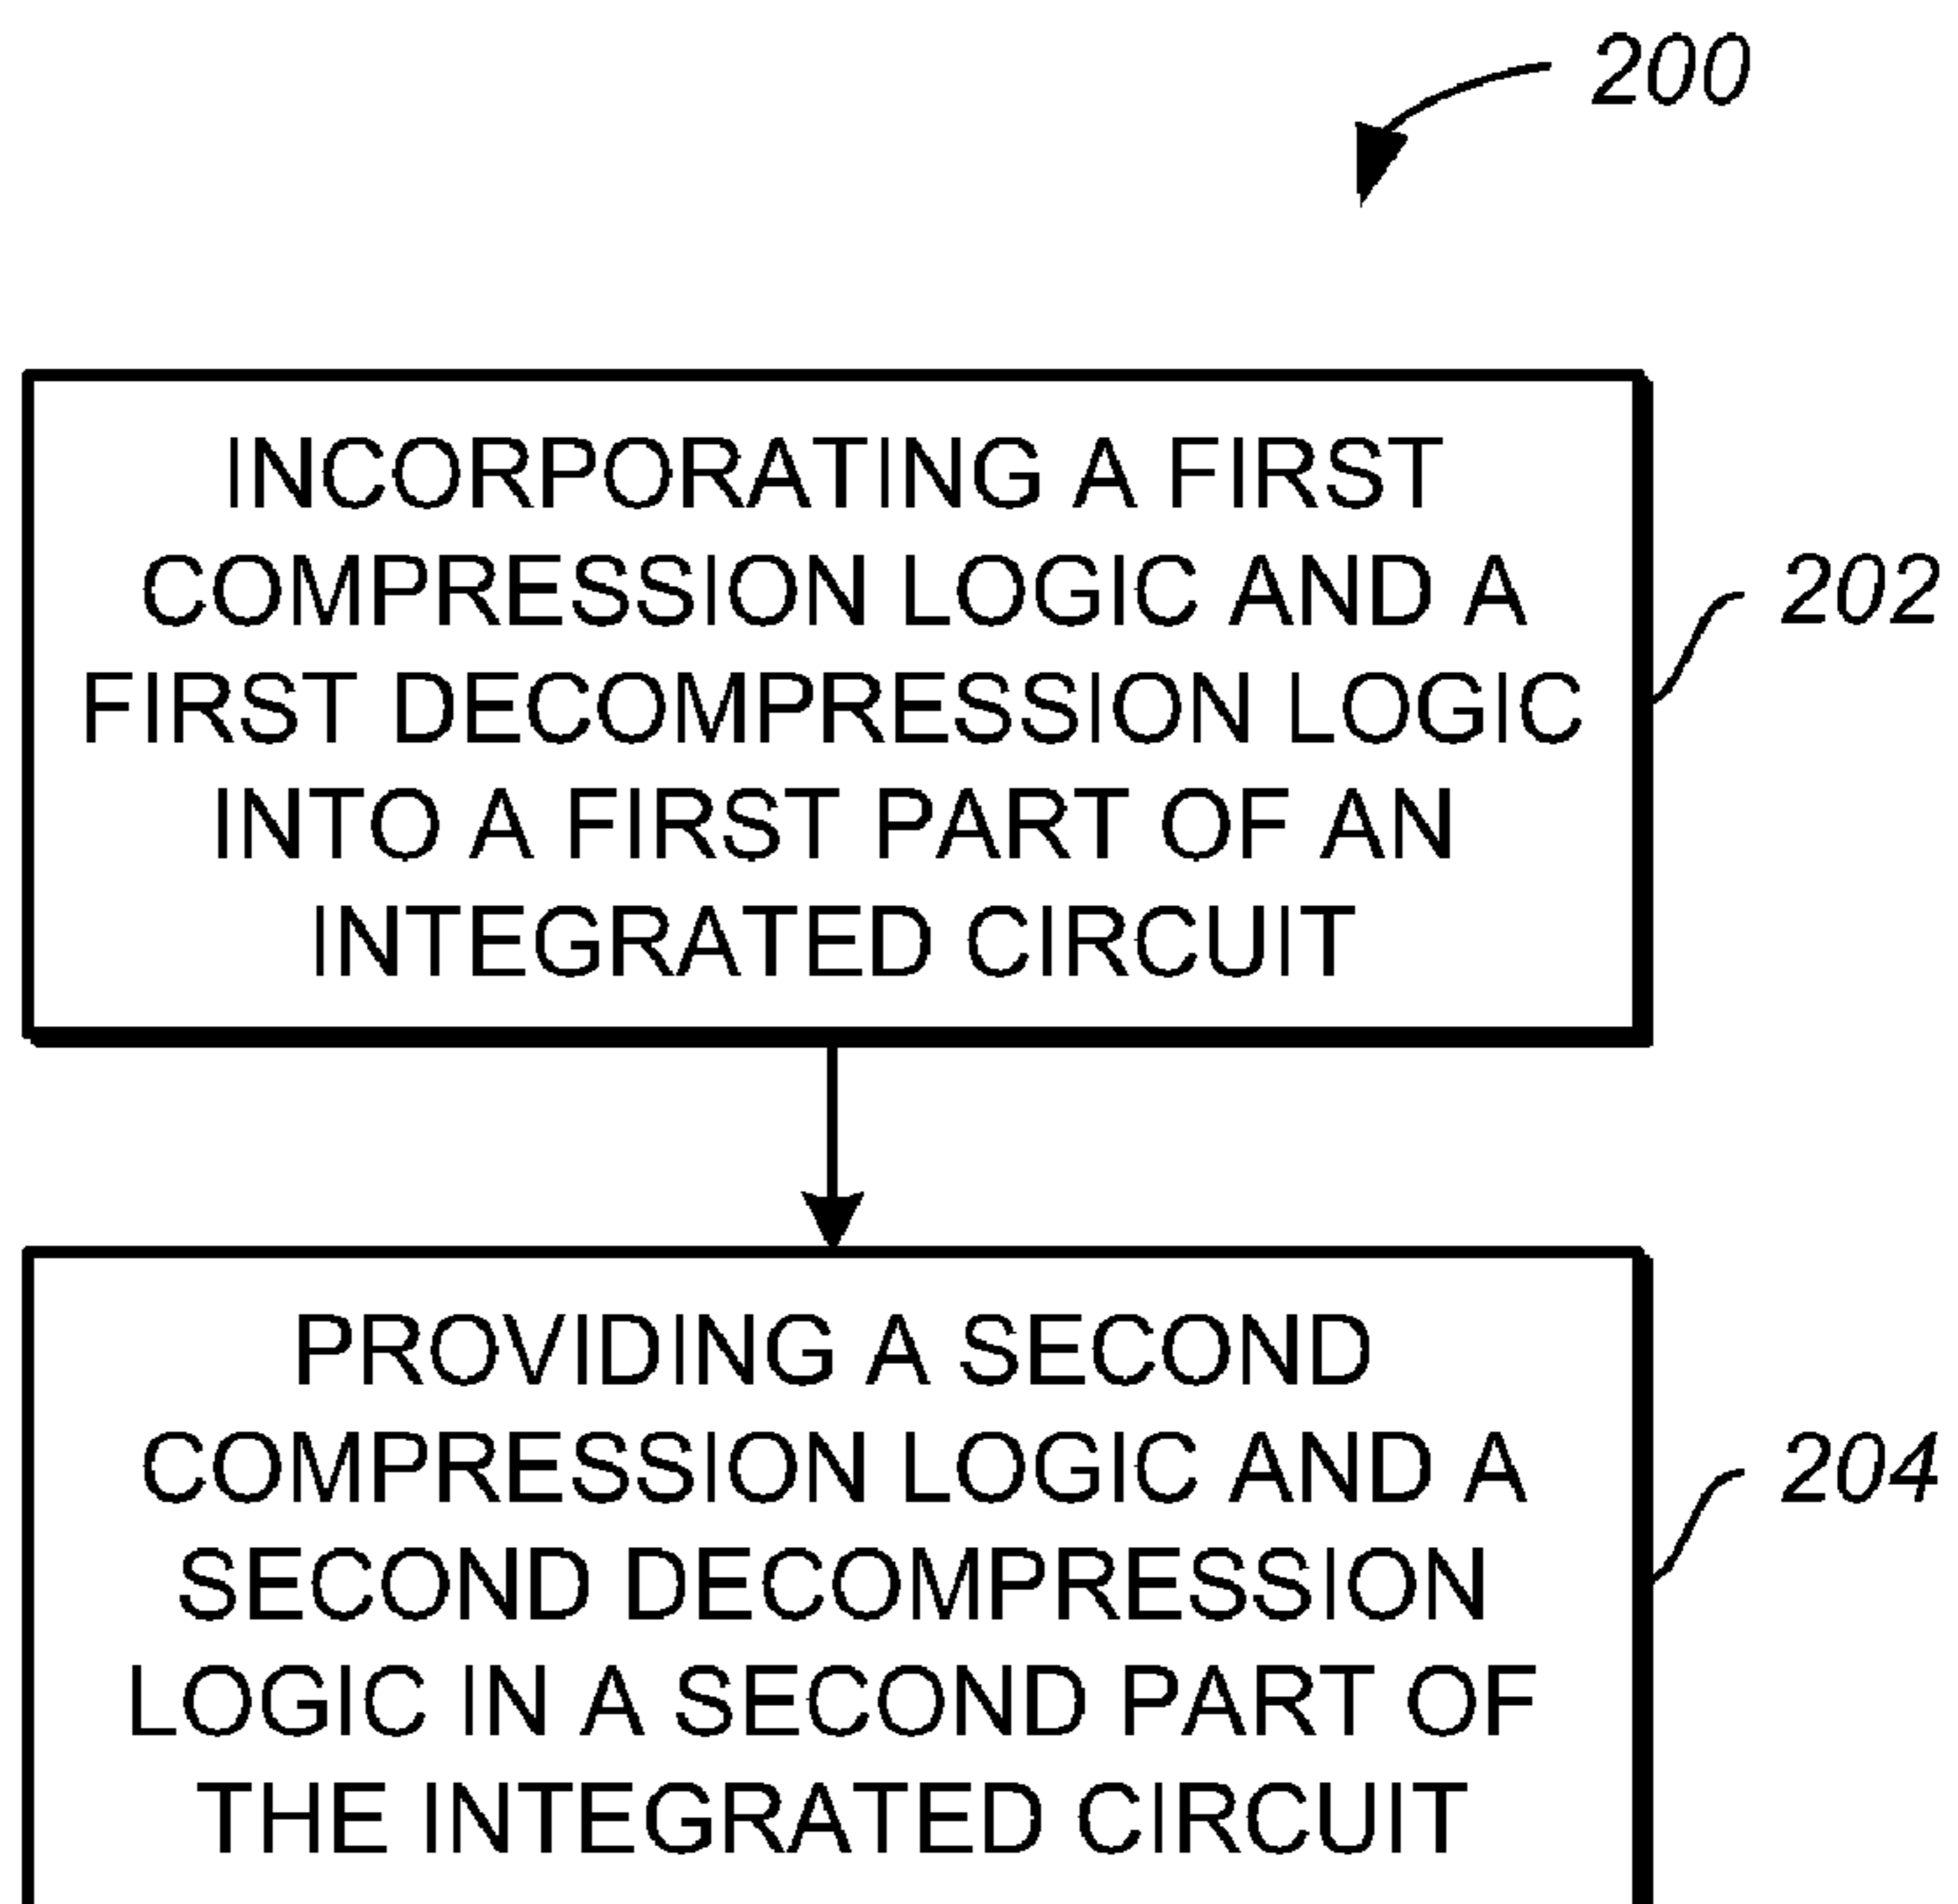 200
INCORPORATING A FIRST
COMPRESSION LOGIC AND A
FIRST DECOMPRESSION LOGIC
INTO A FIRST PART OF AN
INTEGRATED CIRCUIT
202
PROVIDING A SECOND
COMPRESSION LOGIC AND A
SECOND DECOMPRESSION
LOGIC IN A SECOND PART OF
THE INTEGRATED CIRCUIT
204